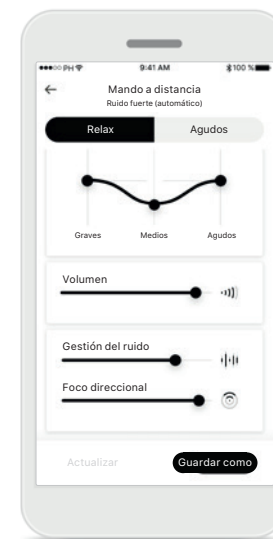 ●●●○○ PH 9:41 AM 100 %
Mando a distancia
Ruido fuerte (automático)
Relax Agudos
Graves Medios Agudos
Volumen
Gestión del ruido
Foco direccional
Actualizar Guardar como